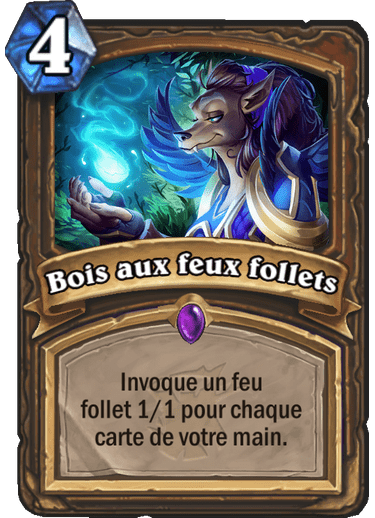 4
Bois aux feux follets
Invoque un feu
follet 1/1 pour chaque
carte de votre main.